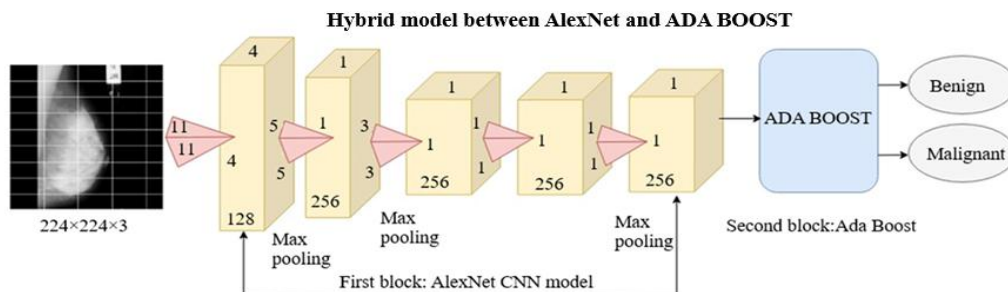 Hybrid model between AlexNet and ADA BOOST
4
1
1
1
1
11
11
4
5
5
1
3
3
1
1
1
1
1
1
1
128
256
256
256
256
224×224×3
Max
pooling
Max
pooling
Max
pooling
ADA BOOST
Benign
Malignant
Second block:Ada Boost
First block: AlexNet CNN model